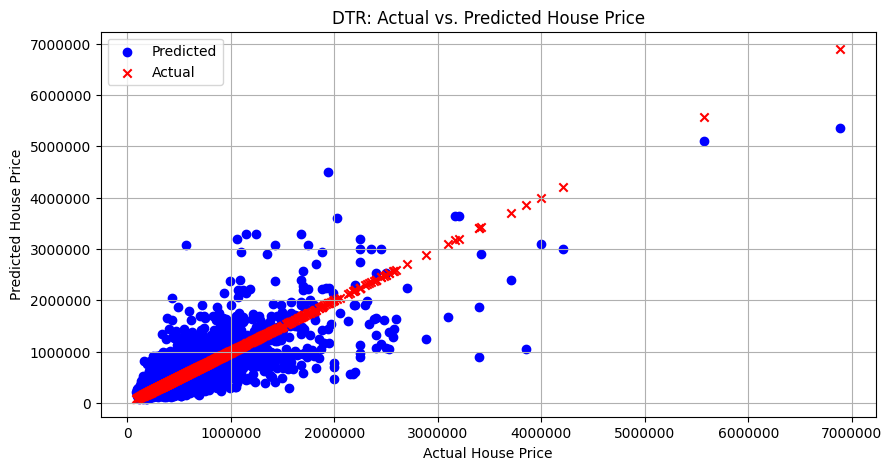 DTR: Actual vs. Predicted House Price
Predicted
Actual
Predicted House Price
7000000
6000000
5000000
4000000
3000000
2000000
1000000
0
0 1000000 2000000 3000000 4000000 5000000 6000000 7000000
Actual House Price